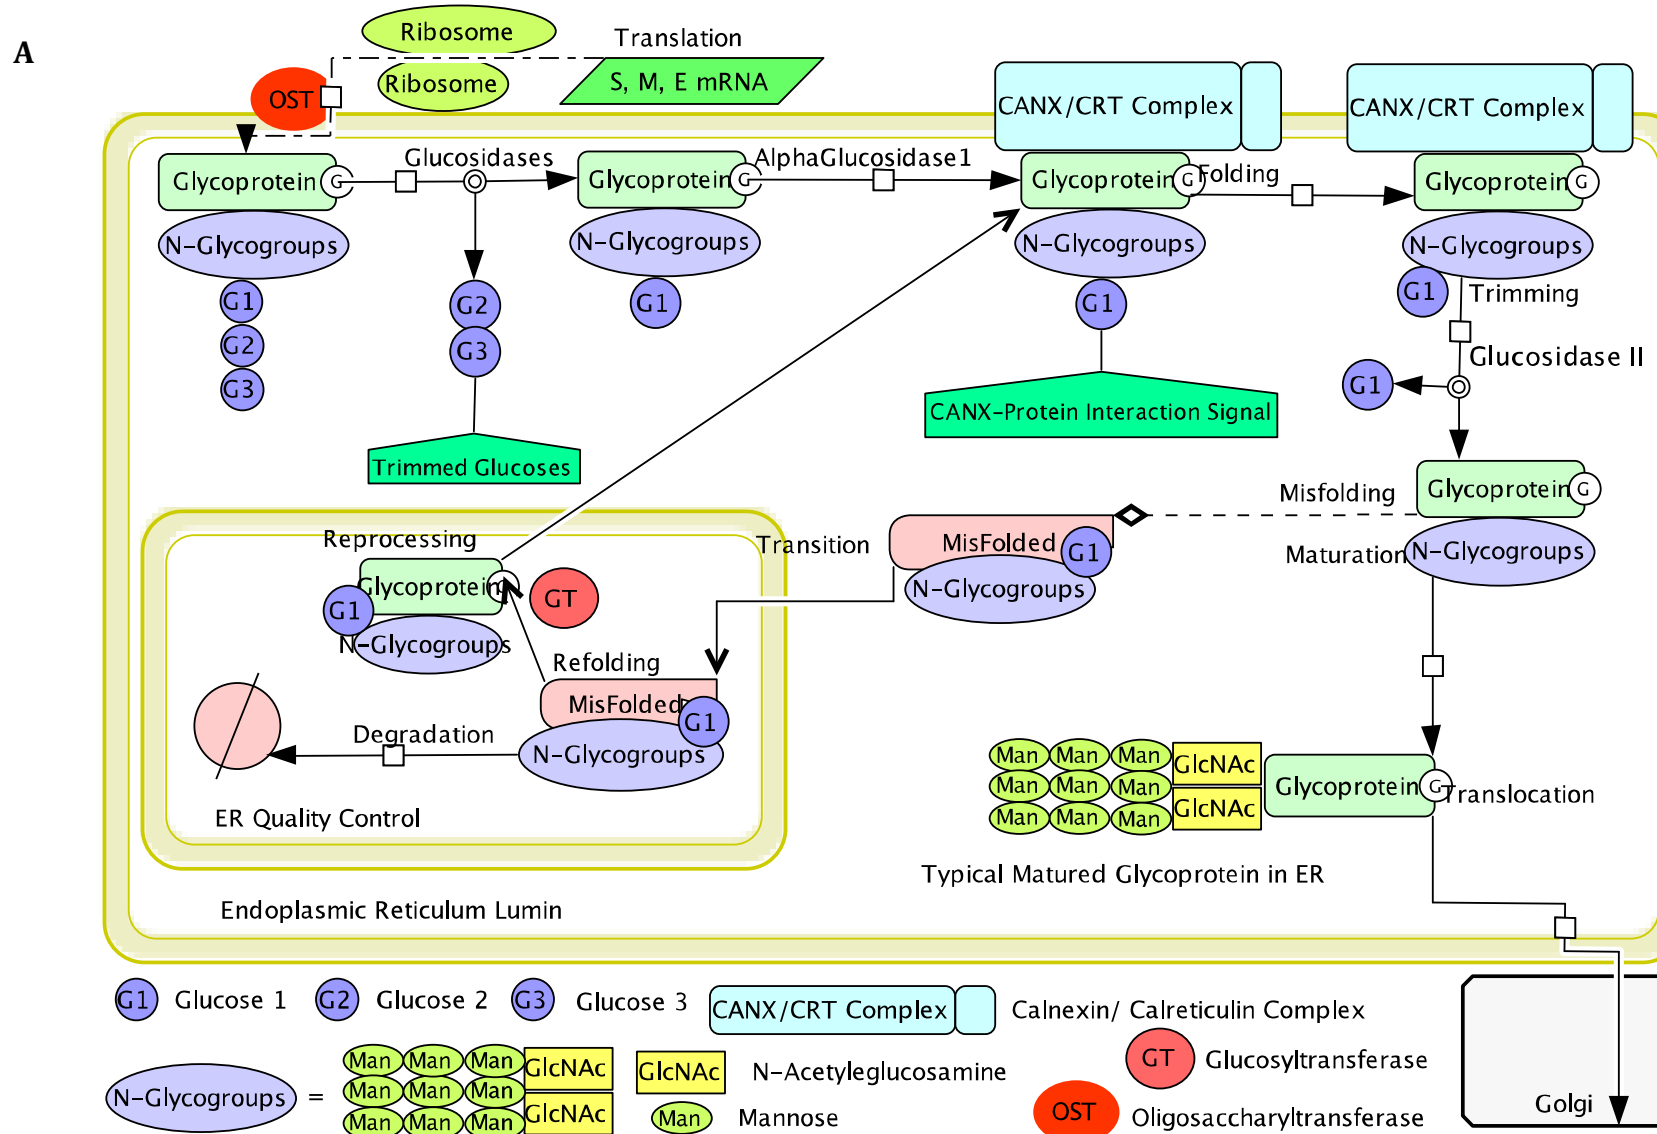 A
Ribosome
Translation
Ribosome
S, M, E mRNA
OST
CANX/CRT Complex
CANX/CRT Complex
Glycoprotein
G
Glucosidases
Glycoprotein
G
AlphaGlucosidase1
Glycoprotein
G
Folding
Glycoprotein
G
N-Glycogroups
N-Glycogroups
N-Glycogroups
N-Glycogroups
G1
G2
G3
G2
G3
G1
G1
G1
Trimming
Glucosidase II
G1
CANX-Protein Interaction Signal
Trimmed Glucoses
Misfolding
Glycoprotein
G
Maturation
N-Glycogroups
Transition
MisFolded
G1
N-Glycogroups
Reprocessing
Glycoprotein
G1
N-Glycogroups
GT
Refolding
MisFolded
G1
N-Glycogroups
Degradation
ER Quality Control
Man Man Man GlcNAc
Man Man Man
Man Man Man GlcNAc
Glycoprotein
G
Translocation
Typical Matured Glycoprotein in ER
Endoplasmic Reticulum Lumin
G1 Glucose 1
G2 Glucose 2
G3 Glucose 3
CANX/CRT Complex
Calnexin/ Calreticulin Complex
N-Glycogroups =
Man Man Man GlcNAc
Man Man Man
Man Man Man GlcNAc
GlcNAc N-Acetyleglucosamine
Man Mannose
GT Glucosyltransferase
OST Oligosaccharyltransferase
Golgi